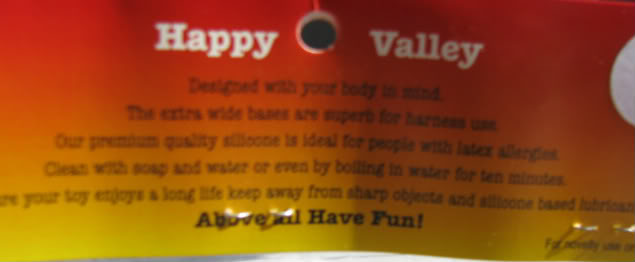 Happy Valley
Designed with your body in mind.
The extra wide bases are superb for harness use.
Our premium quality silicone is ideal for people with latex allergies.
Clean with soap and water or even by boiling in water for ten minutes.
your toy enjoys a long life keep away from sharp objects and silicone based
Above all Have Fun!
For novelty use